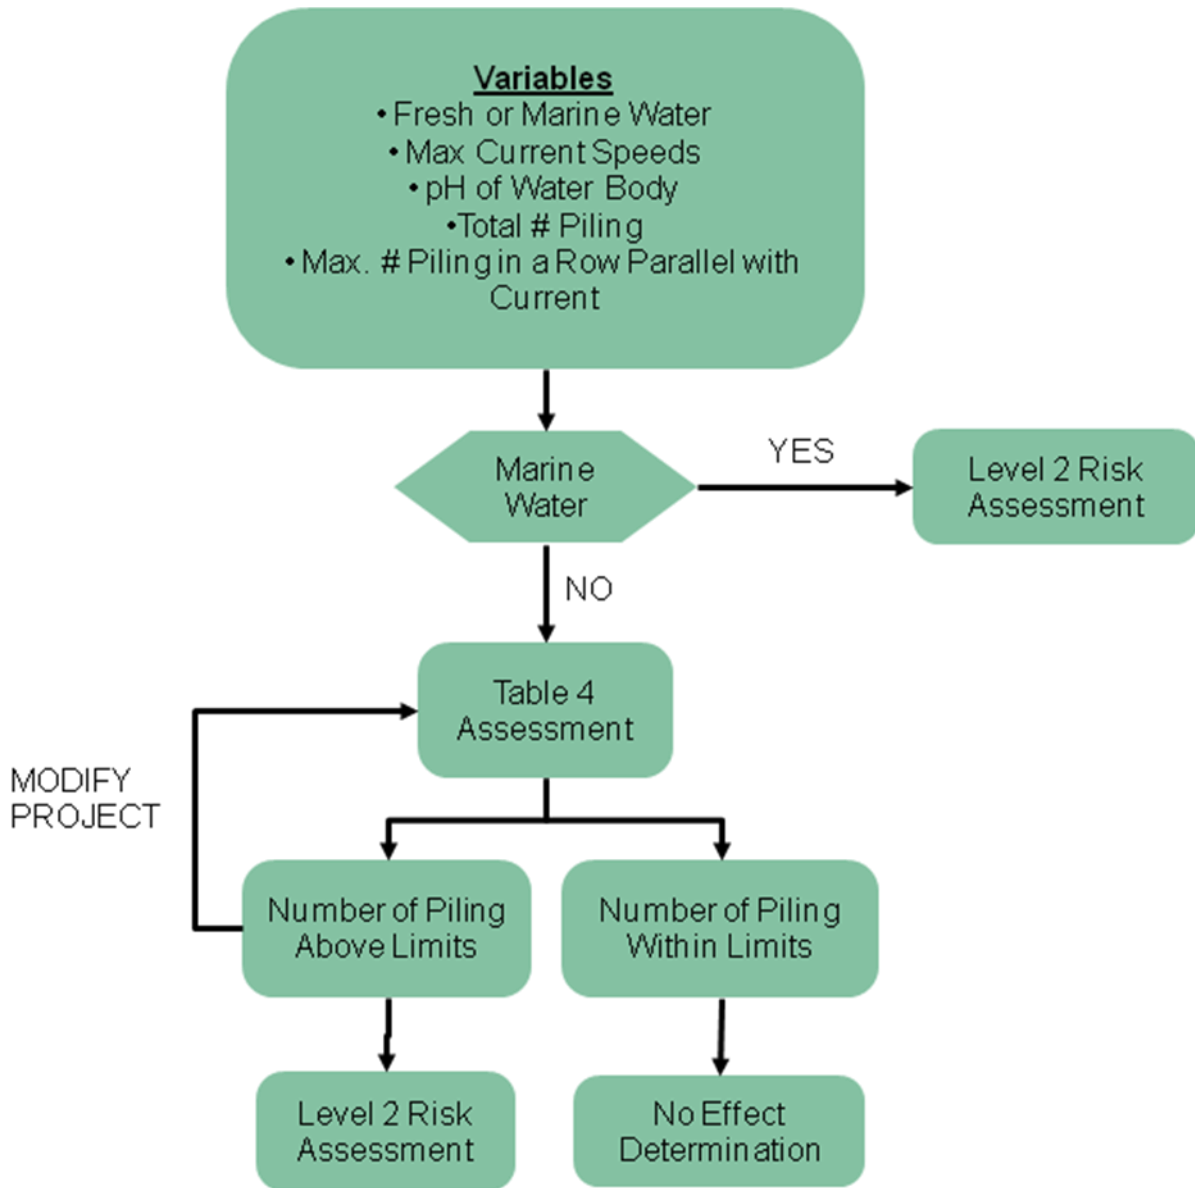 Variables
• Fresh or Marine Water
• Max Current Speeds
• pH of Water Body
•Total # Piling
• Max. # Piling in a Row Parallel with
Current
Marine
Water
YES
Level 2 Risk
Assessment
NO
Table 4
Assessment
MODIFY
PROJECT
Number of Piling
Above Limits
Number of Piling
Within Limits
Level 2 Risk
Assessment
No Effect
Determination